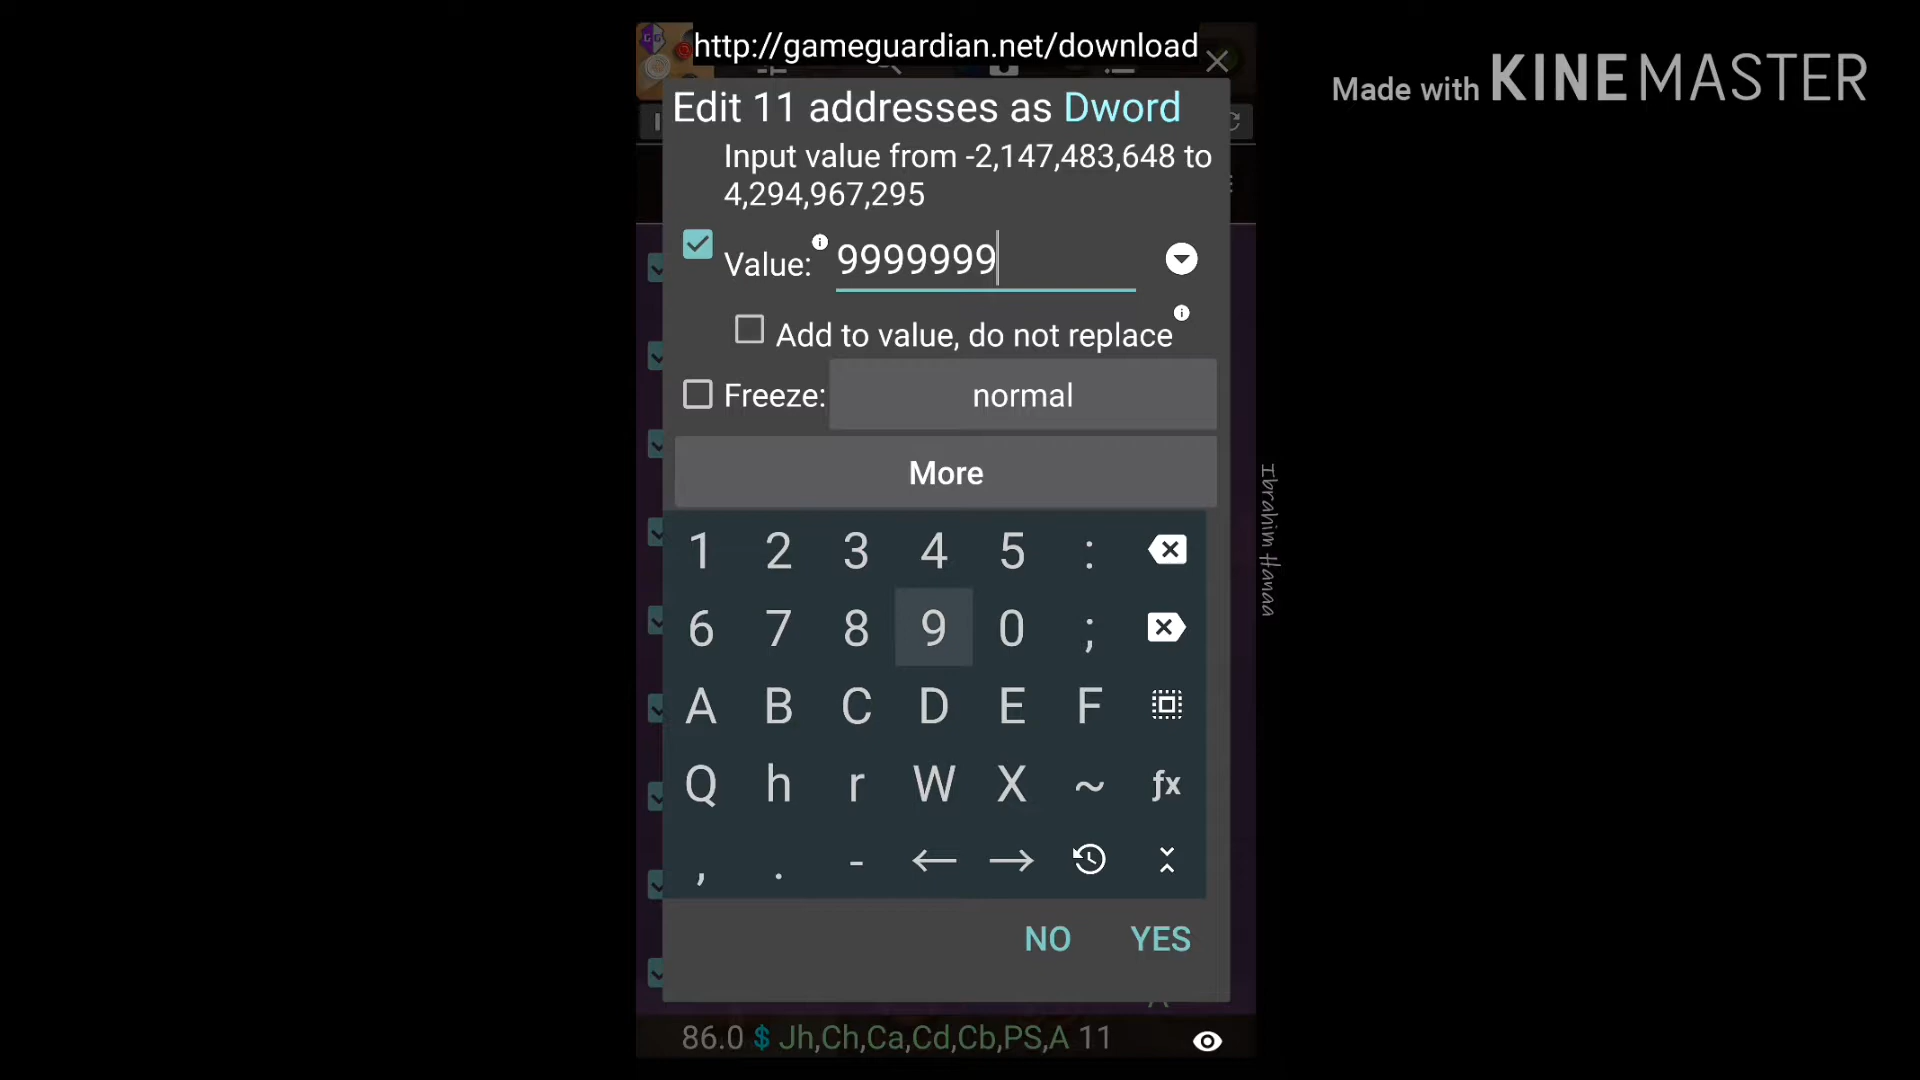 http://gameguardian.net/download
Made with KINEMASTER
Edit 11 addresses as Dword
Input value from -2,147,483,648 to
4,294,967,295
Value: 9999999
Add to value, do not replace
Freeze: normal
More
1 2 3 4 5 :
6 7 8 9 0 ;
A B C D E F
Q h r W X ~ ƒx
, . -
NO YES
86.0 $ Jh,Ch,Ca,Cd,Cb,PS,A 11
Ibrahim Hanaa